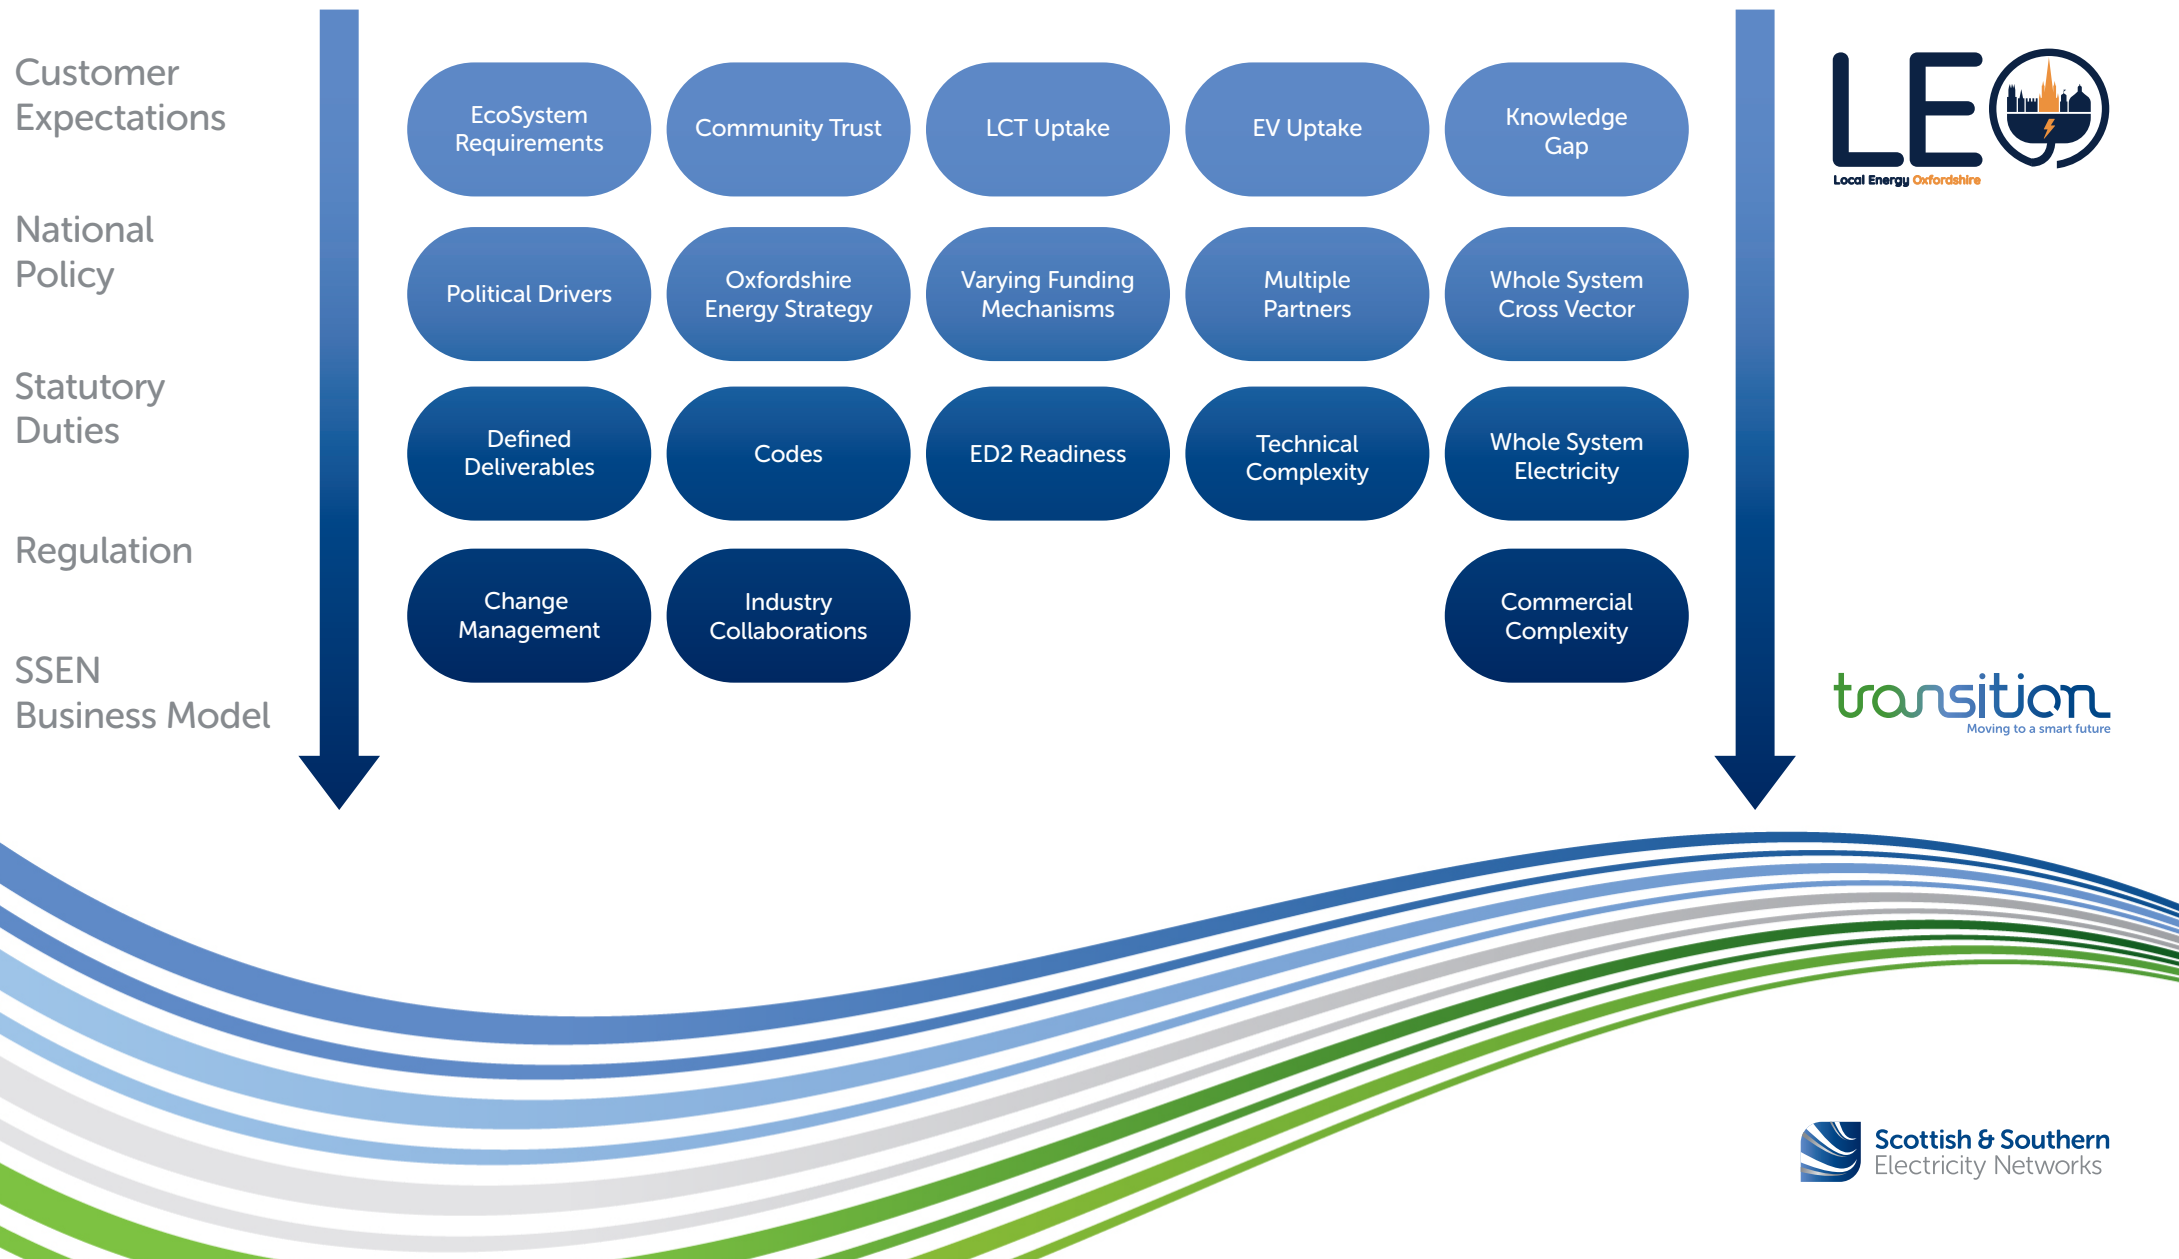 Customer
Expectations
National
Policy
Statutory
Duties
Regulation
SSEN
Business Model
EcoSystem
Requirements
Community Trust
LCT Uptake
EV Uptake
Knowledge
Gap
Political Drivers
Oxfordshire
Energy Strategy
Varying Funding
Mechanisms
Multiple
Partners
Whole System
Cross Vector
Defined
Deliverables
Codes
ED2 Readiness
Technical
Complexity
Whole System
Electricity
Change
Management
Industry
Collaborations
Commercial
Complexity
LEO
Local Energy Oxfordshire
transition
Moving to a smart future
Scottish & Southern
Electricity Networks